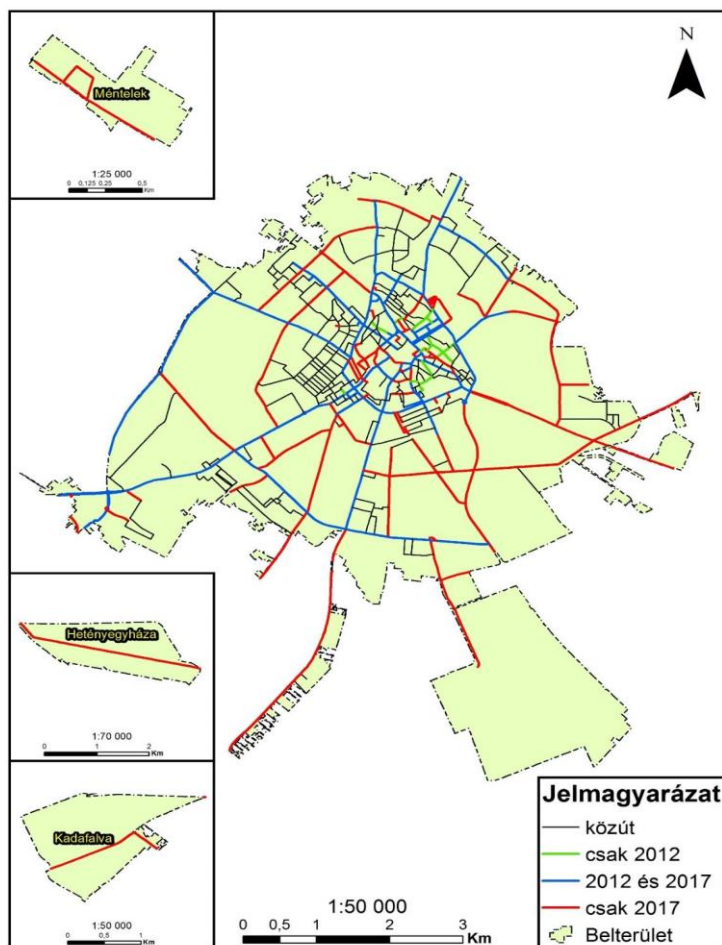 Méntelek
1:25 000
0 0,125 0,25 0,5
Km
N
Hetényegyháza
1:70 000
0 1 2
Km
Kadafalva
1:50 000
0 0,5 1
Km
1:50 000
0 0,5 1 2 3
Km
Jelmagyarázat
közút
csak 2012
2012 és 2017
csak 2017
Belterület